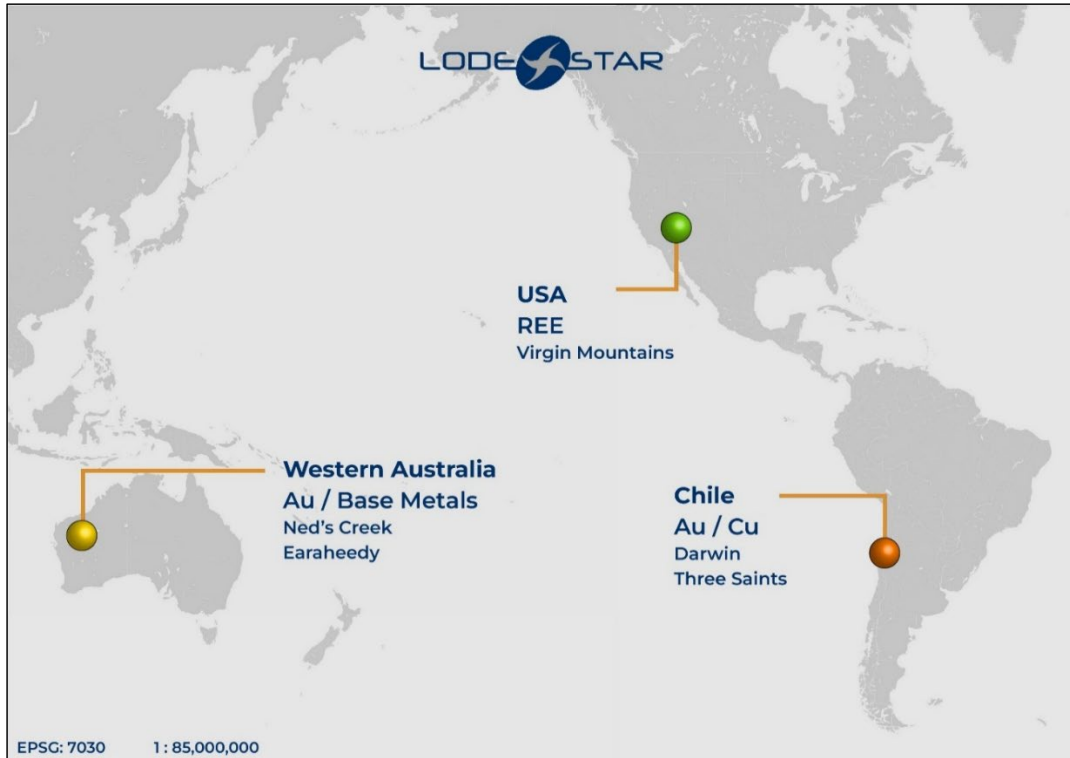 LODESTAR
USA
REE
Virgin Mountains
Western Australia
Au / Base Metals
Ned's Creek
Earaheedy
Chile
Au / Cu
Darwin
Three Saints
EPSG: 7030 1 : 85,000,000